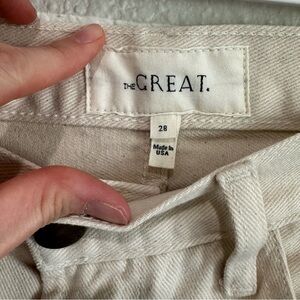 THE GREAT.
28
Made In
USA